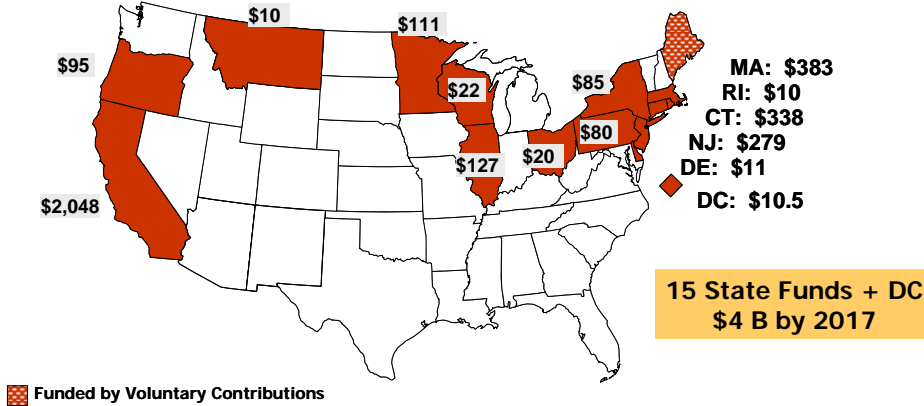 $10
$111
$95
$22
$85
MA: $383
RI: $10
CT: $338
NJ: $279
DE: $11
DC: $10.5
$80
$20
$127
$2,048
15 State Funds + DC
$4 B by 2017
Funded by Voluntary Contributions